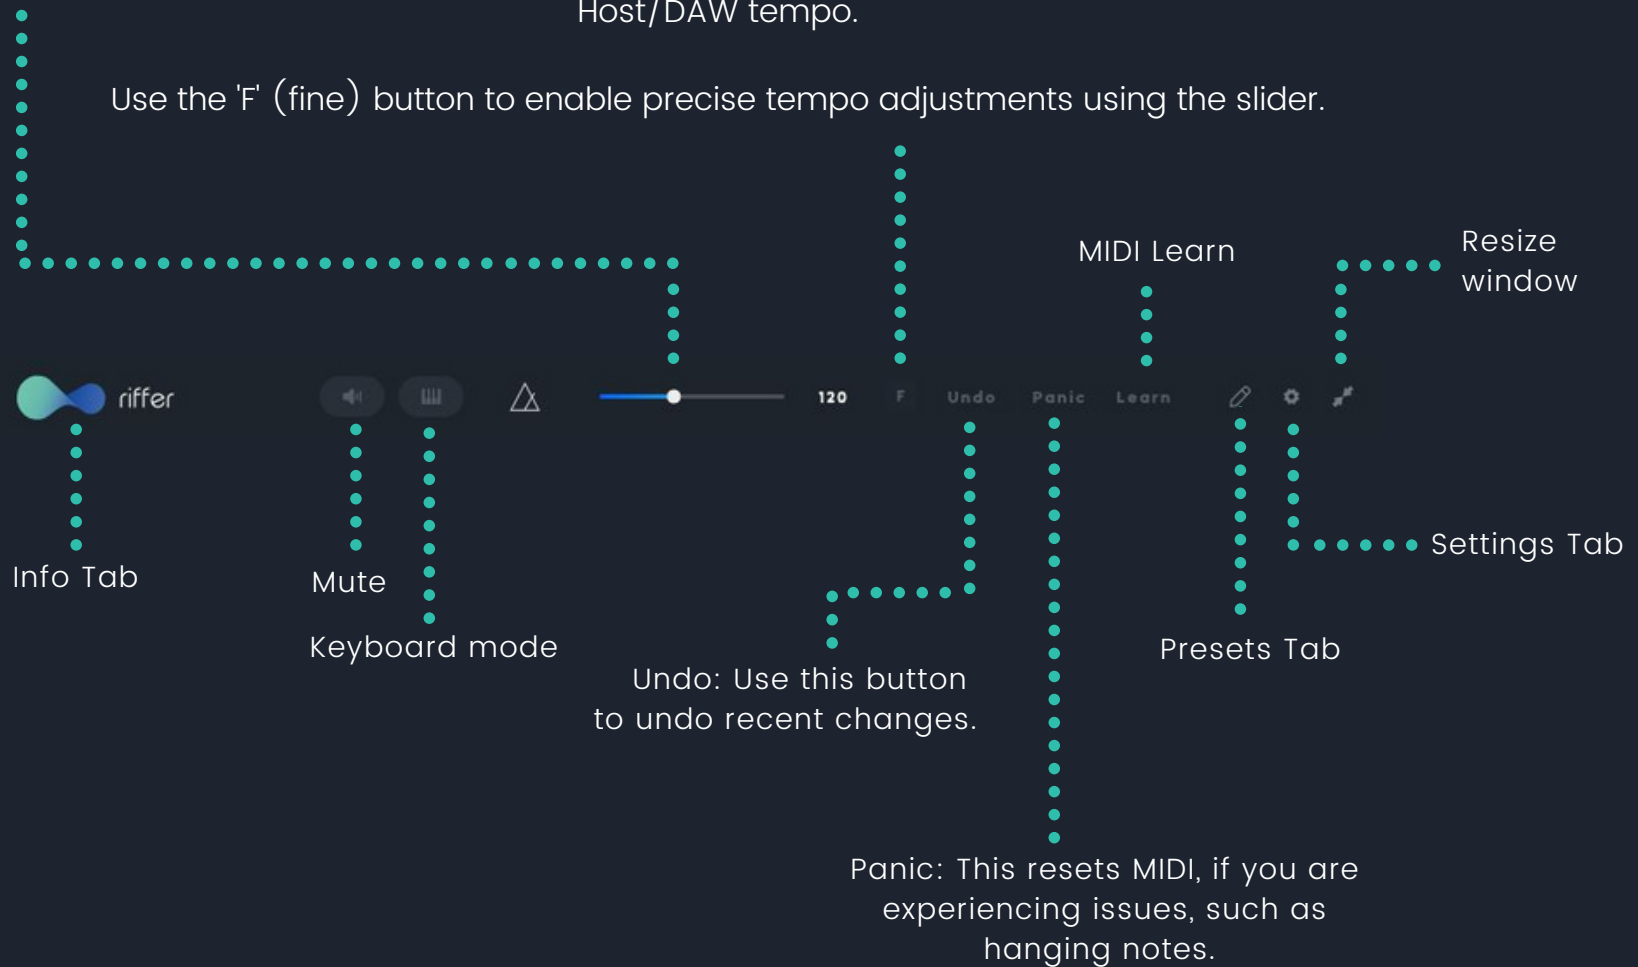 Host/DAW tempo.
Use the 'F' (fine) button to enable precise tempo adjustments using the slider.
MIDI Learn
Resize
window
riffer
120
F
Undo
Panic
Learn
Info Tab
Mute
Keyboard mode
Settings Tab
Presets Tab
Undo: Use this button
to undo recent changes.
Panic: This resets MIDI, if you are
experiencing issues, such as
hanging notes.